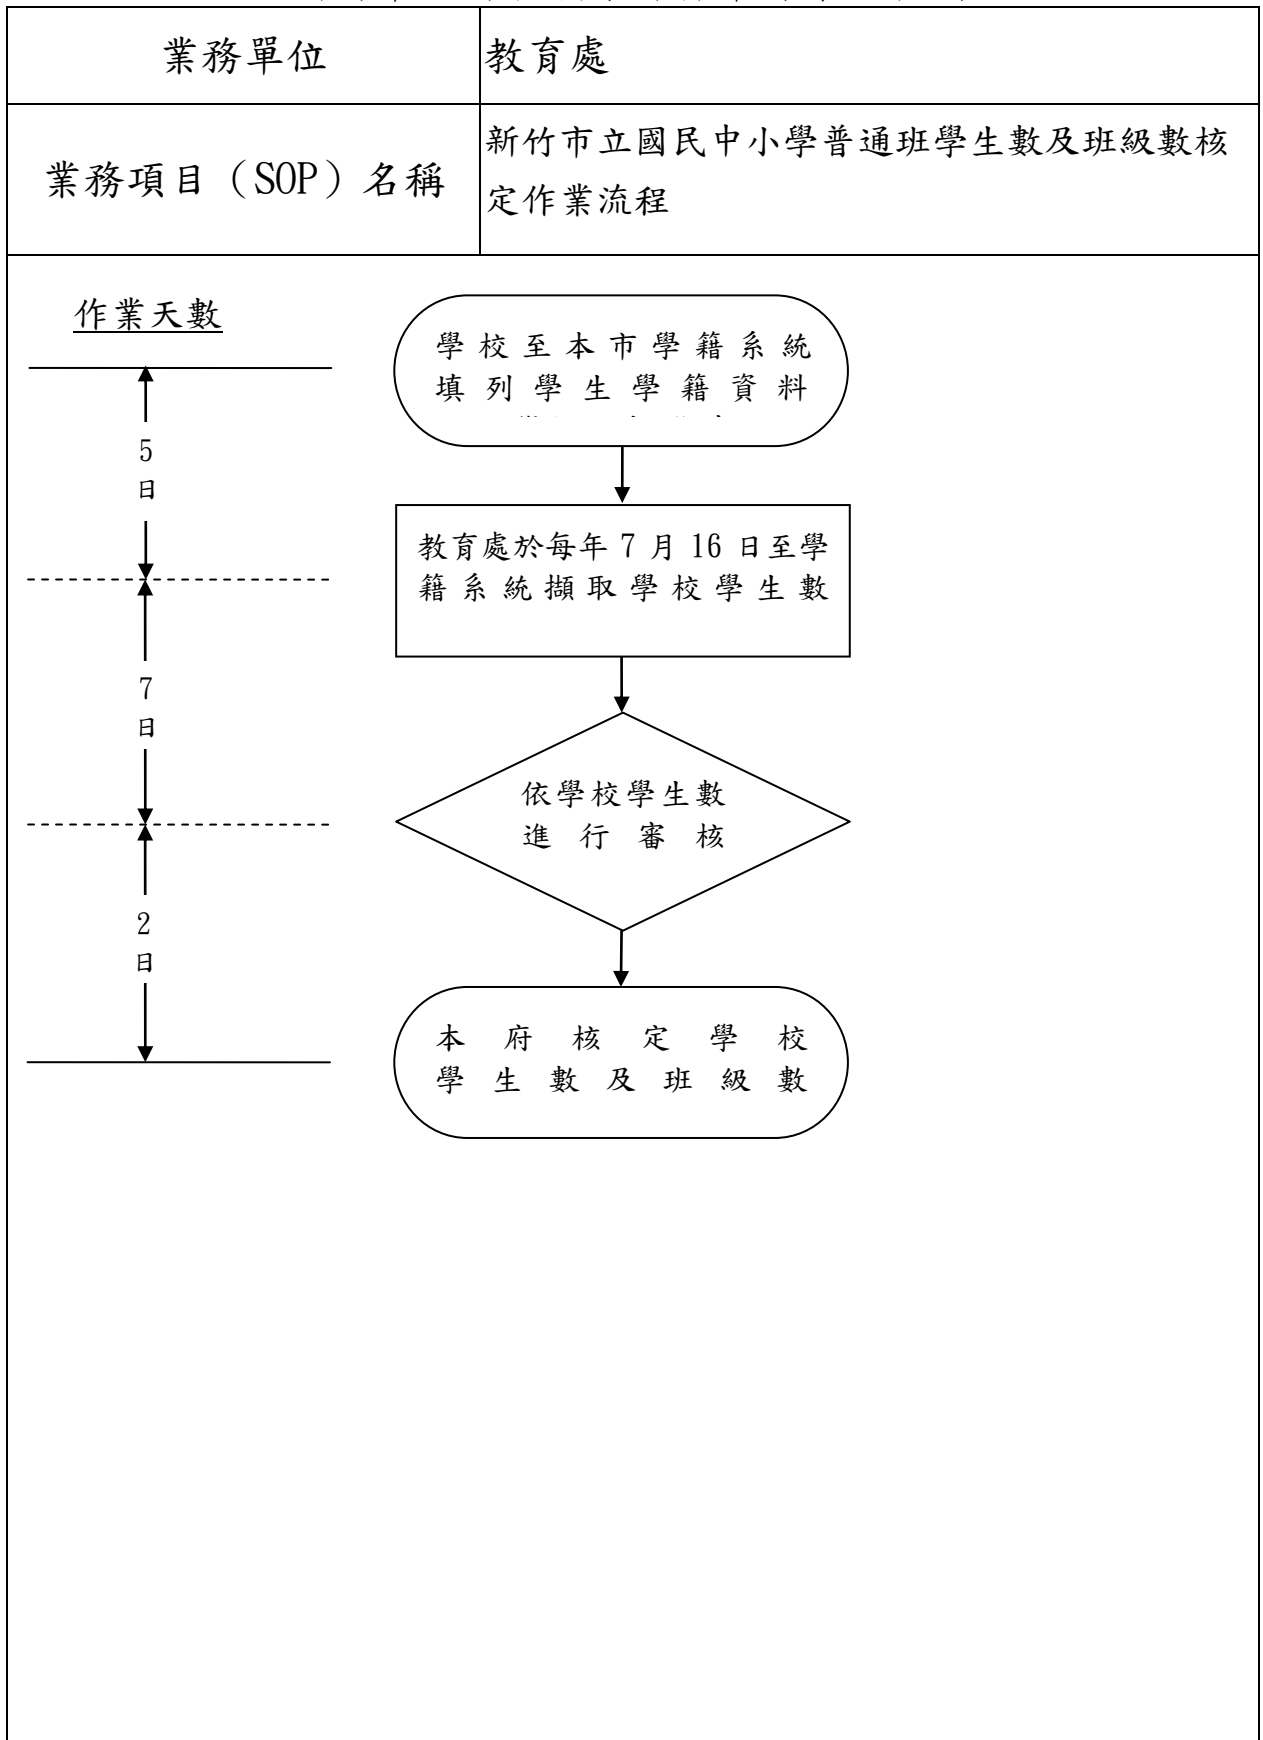 業務單位
教育處
業務項目（SOP）名稱
新竹市立國民中小學普通班學生數及班級數核
定作業流程
作業天數
5
日
7
日
2
日
學校至本市學籍系統
填列學生學籍資料
教育處於每年 7 月 16 日至學
籍系統擷取學校學生數
依學校學生數
進行審核
本府核定學校
學生數及班級數